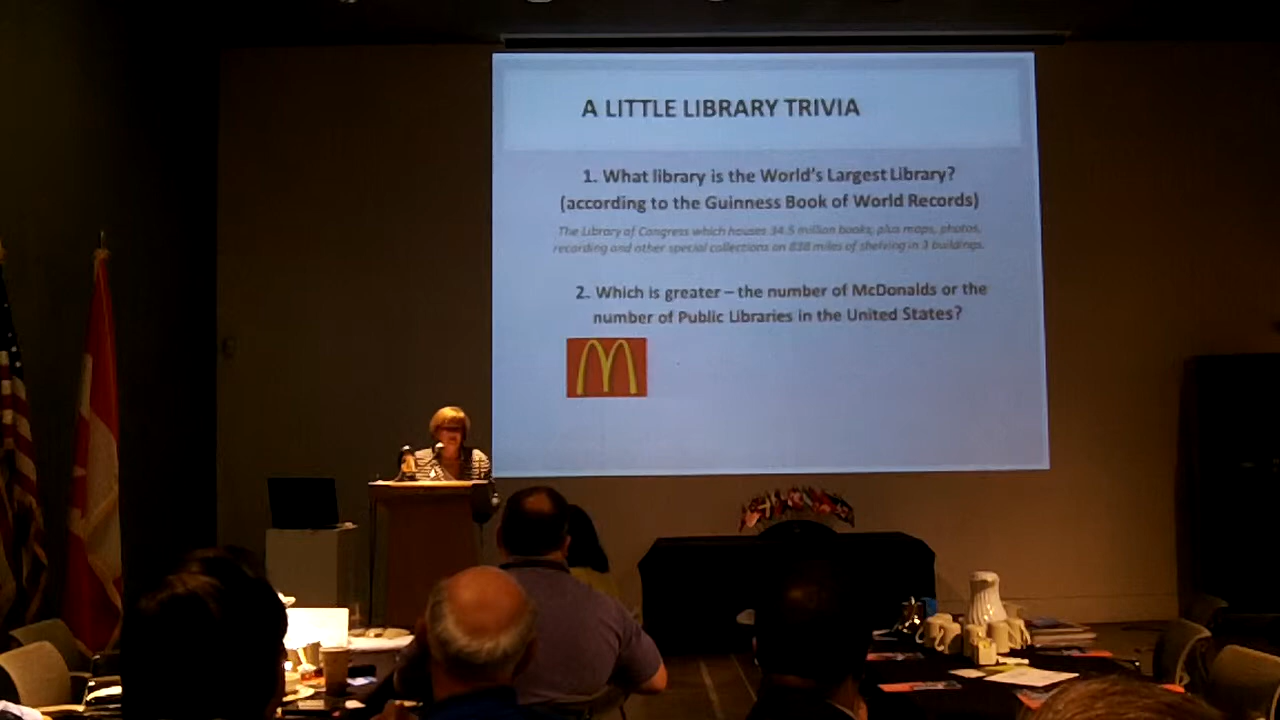 A LITTLE LIBRARY TRIVIA
1. What library is the World's Largest Library?
(according to the Guinness Book of World Records)
The Library of Congress which houses 34.5 million books, plus maps, photos,
recording and other special collections on 838 miles of shelving in 3 buildings.
2. Which is greater – the number of McDonalds or the
number of Public Libraries in the United States?